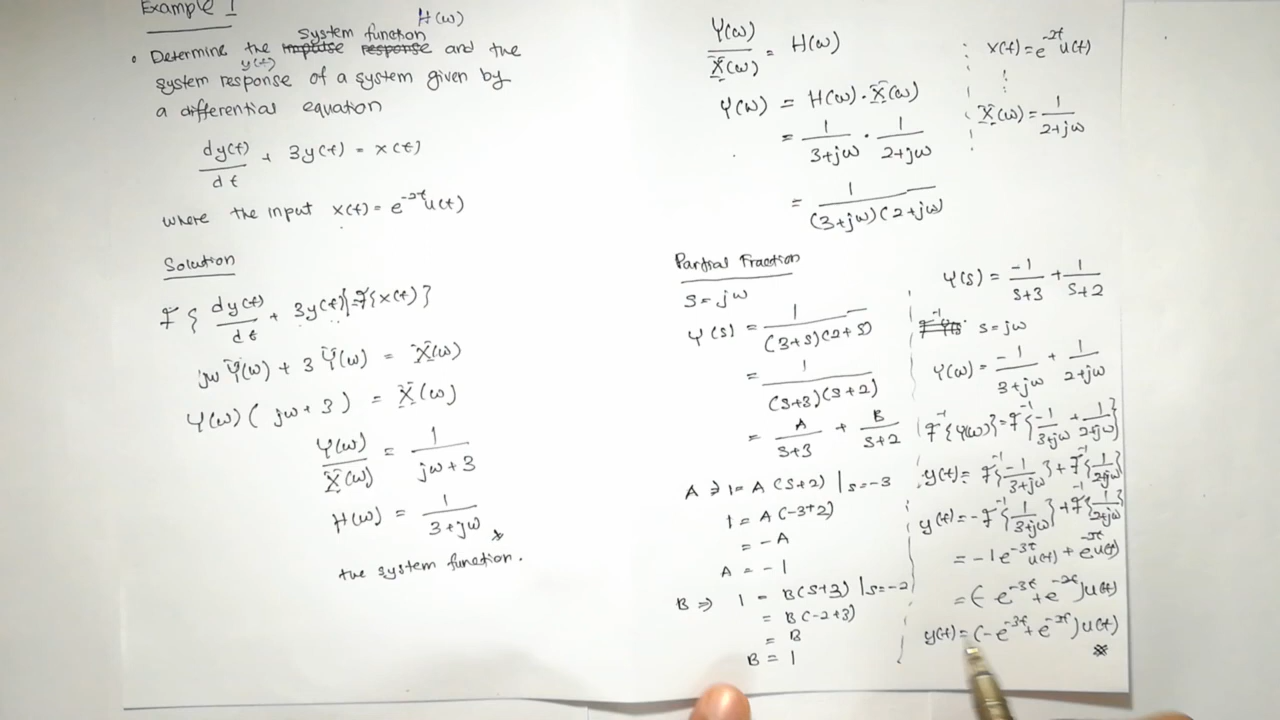 Example 1
H(ω)
system function
• Determine the impulse response and the
y(t)
system response of a system given by
a differential equation
dy(t)/dt + 3y(t) = x(t)
where the input x(t) = e^-2t u(t)
Solution
F{ dy(t)/dt + 3y(t)} = F{x(t)}
jω Y(ω) + 3 Y(ω) = X(ω)
Y(ω) ( jω + 3 ) = X(ω)
Y(ω)/X(ω) = 1/(jω + 3)
H(ω) = 1/(3+jω)
the system function.
Y(ω)/X(ω) = H(ω)
Y(ω) = H(ω) . X(ω)
= 1/(3+jω) . 1/(2+jω)
= 1/((3+jω)(2+jω))
x(t) = e^-2t u(t)
X(ω) = 1/(2+jω)
Partial Fraction
s = jω
Y(s) = 1/((3+s)(2+s))
= 1/((s+3)(s+2))
= A/(s+3) + B/(s+2)
A ⇒ 1 = A(s+2) | s=-3
1 = A(-3+2)
= -A
A = -1
B ⇒ 1 = B(s+3) | s=-2
= B(-2+3)
= B
B = 1
Y(s) = -1/(s+3) + 1/(s+2)
s = jω
Y(ω) = -1/(3+jω) + 1/(2+jω)
F^-1{Y(ω)} = F^-1{-1/(3+jω) + 1/(2+jω)}
y(t) = F^-1{-1/(3+jω)} + F^-1{1/(2+jω)}
y(t) = -F^-1{1/(3+jω)} + F^-1{1/(2+jω)}
= -1e^-3t u(t) + e^-2t u(t)
= (-e^-3t + e^-2t)u(t)
y(t) = (-e^-3t + e^-2t)u(t)